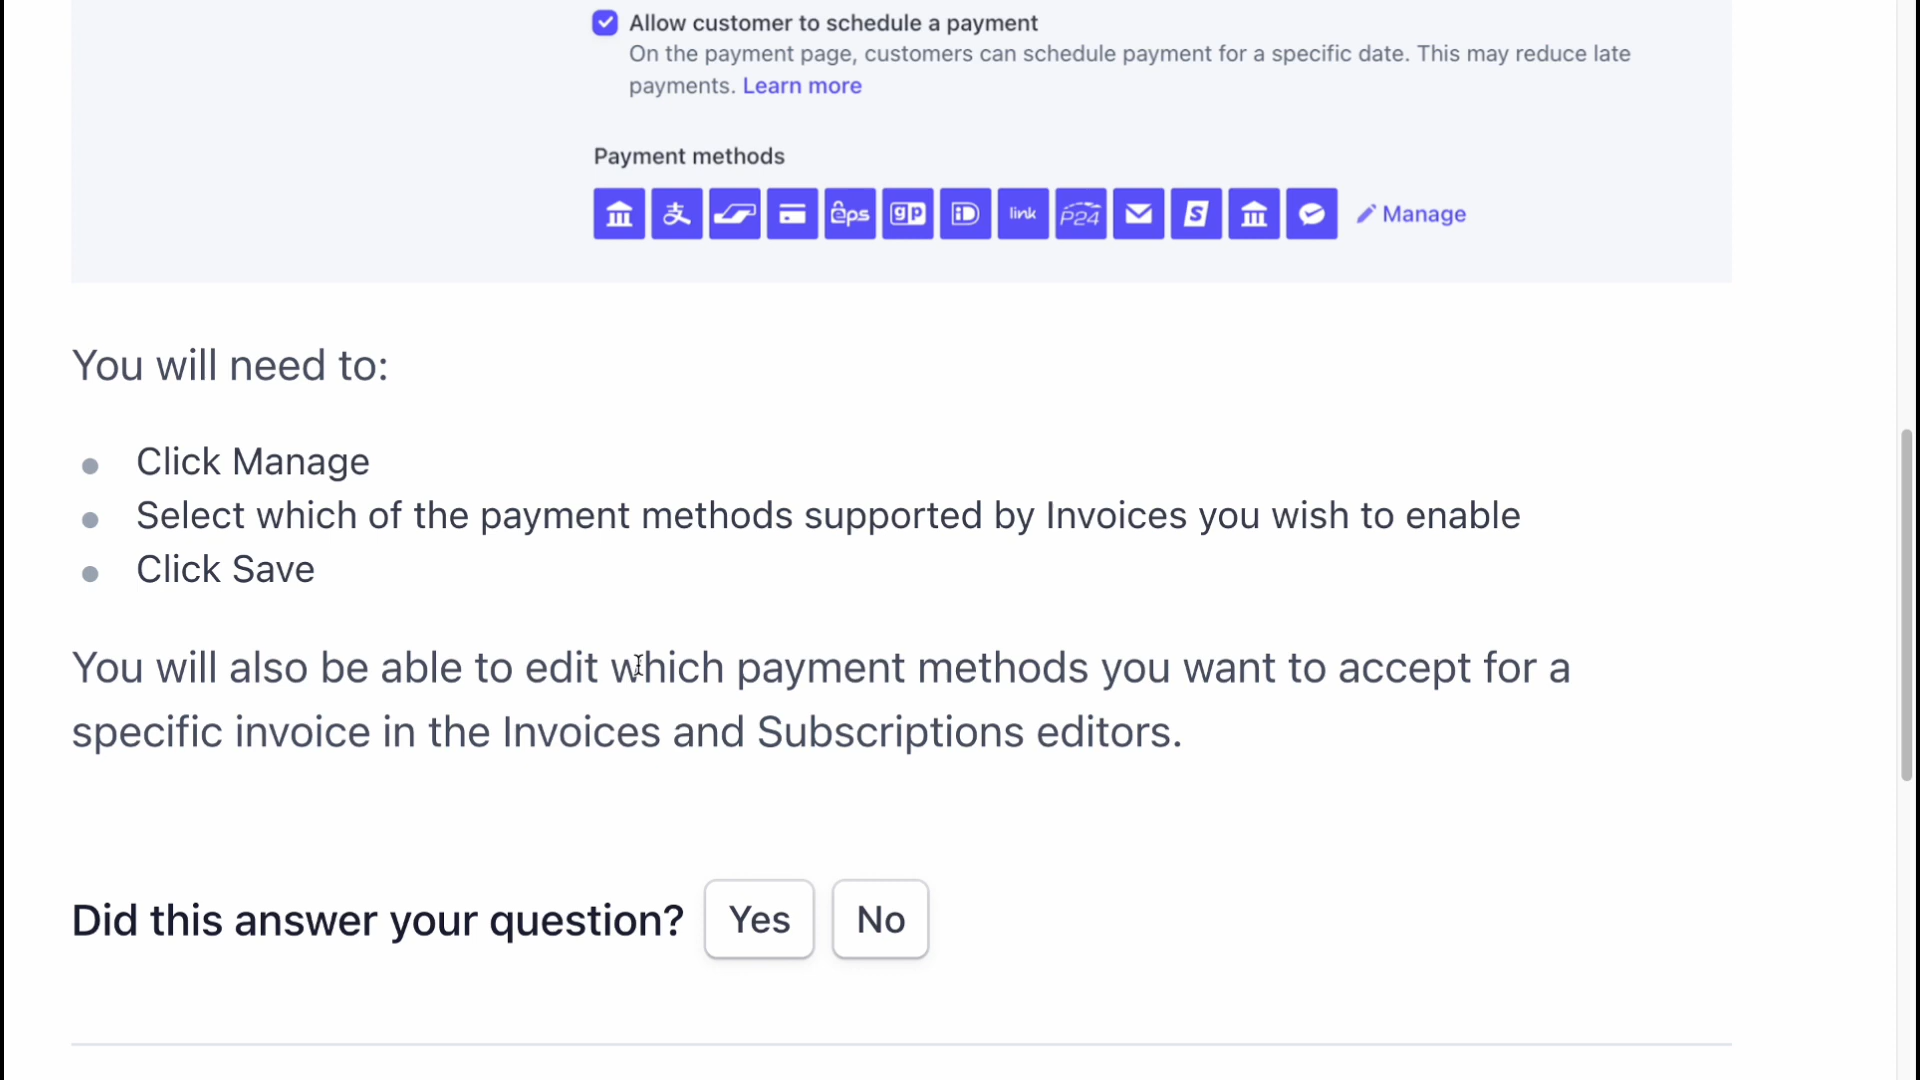 Allow customer to schedule a payment
On the payment page, customers can schedule payment for a specific date. This may reduce late
payments. Learn more
Payment methods
支 eps gp iD link P24 S Manage
You will need to:
Click Manage
Select which of the payment methods supported by Invoices you wish to enable
Click Save
You will also be able to edit which payment methods you want to accept for a
specific invoice in the Invoices and Subscriptions editors.
Did this answer your question? Yes No